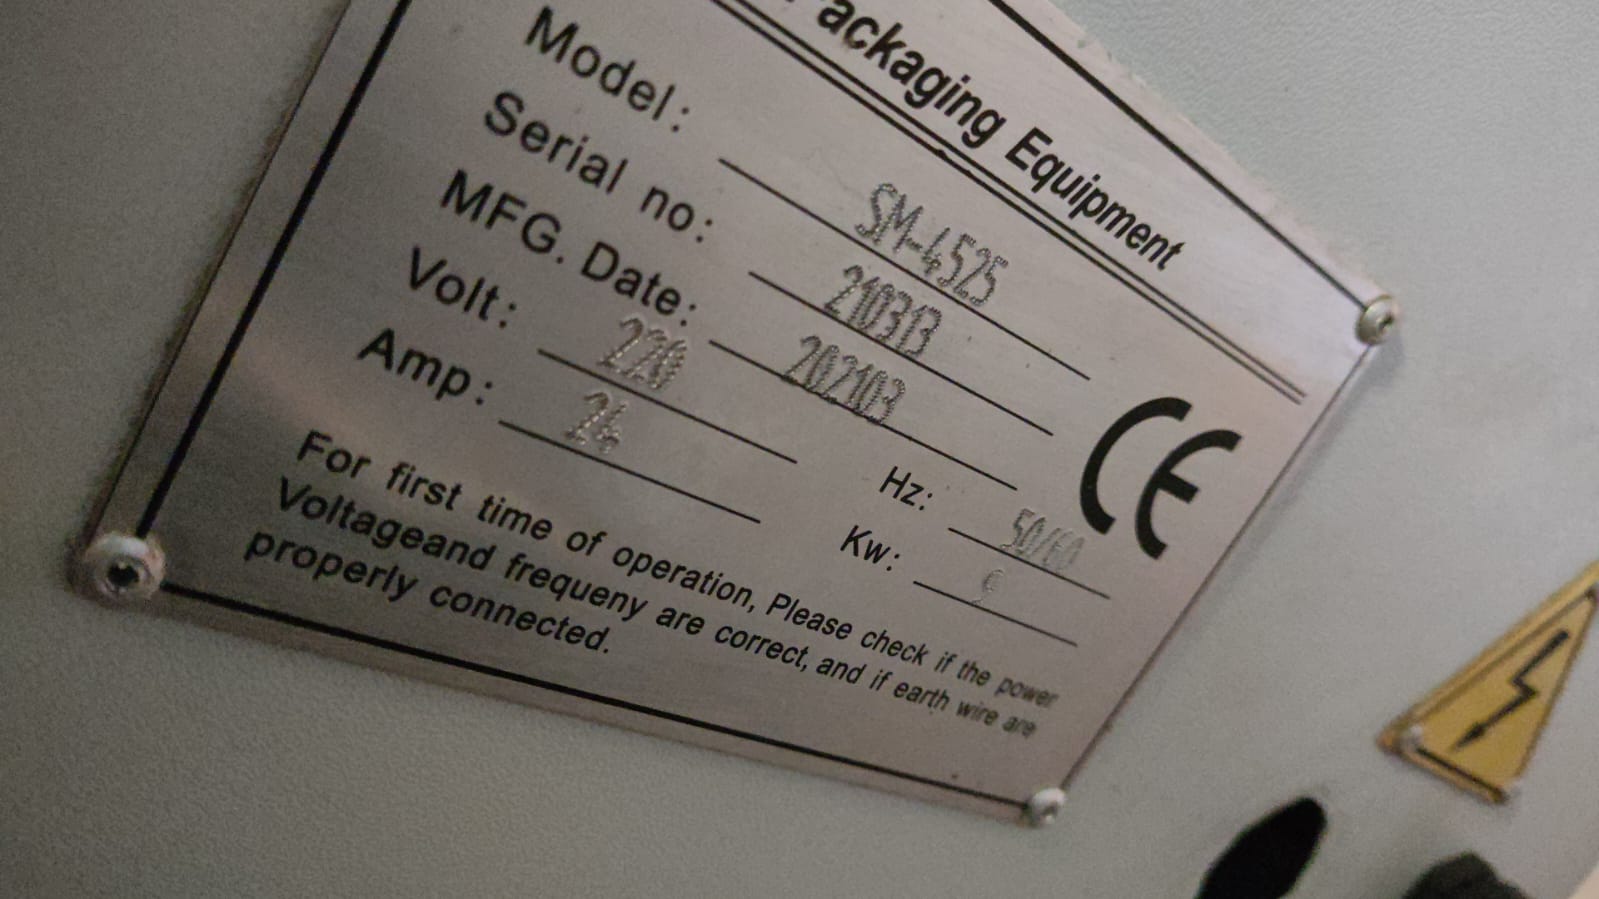 Packaging Equipment
Model: SM-4525
Serial no: 210313
MFG. Date: 202103
Volt: 220 Hz: 50/60
Amp: 24 Kw:
For first time of operation, Please check if the power
Voltageand frequeny are correct, and if earth wire are
properly connected.
CE